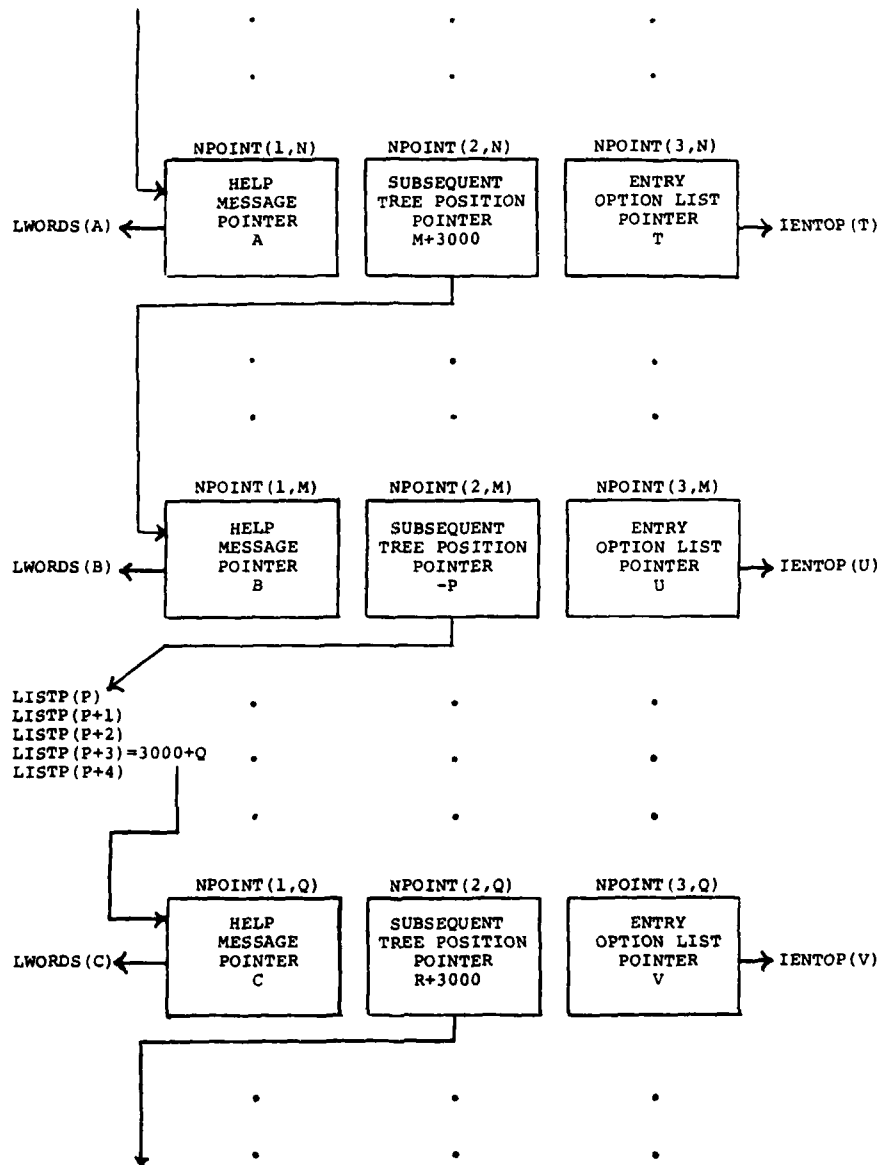 NPOINT(1,N) NPOINT(2,N) NPOINT(3,N)
HELP
MESSAGE
POINTER
A
SUBSEQUENT
TREE POSITION
POINTER
M+3000
ENTRY
OPTION LIST
POINTER
T
LWORDS(A)
IENTOP(T)
NPOINT(1,M) NPOINT(2,M) NPOINT(3,M)
HELP
MESSAGE
POINTER
B
SUBSEQUENT
TREE POSITION
POINTER
-P
ENTRY
OPTION LIST
POINTER
U
LWORDS(B)
IENTOP(U)
LISTP(P)
LISTP(P+1)
LISTP(P+2)
LISTP(P+3)=3000+Q
LISTP(P+4)
NPOINT(1,Q) NPOINT(2,Q) NPOINT(3,Q)
HELP
MESSAGE
POINTER
C
SUBSEQUENT
TREE POSITION
POINTER
R+3000
ENTRY
OPTION LIST
POINTER
V
LWORDS(C)
IENTOP(V)